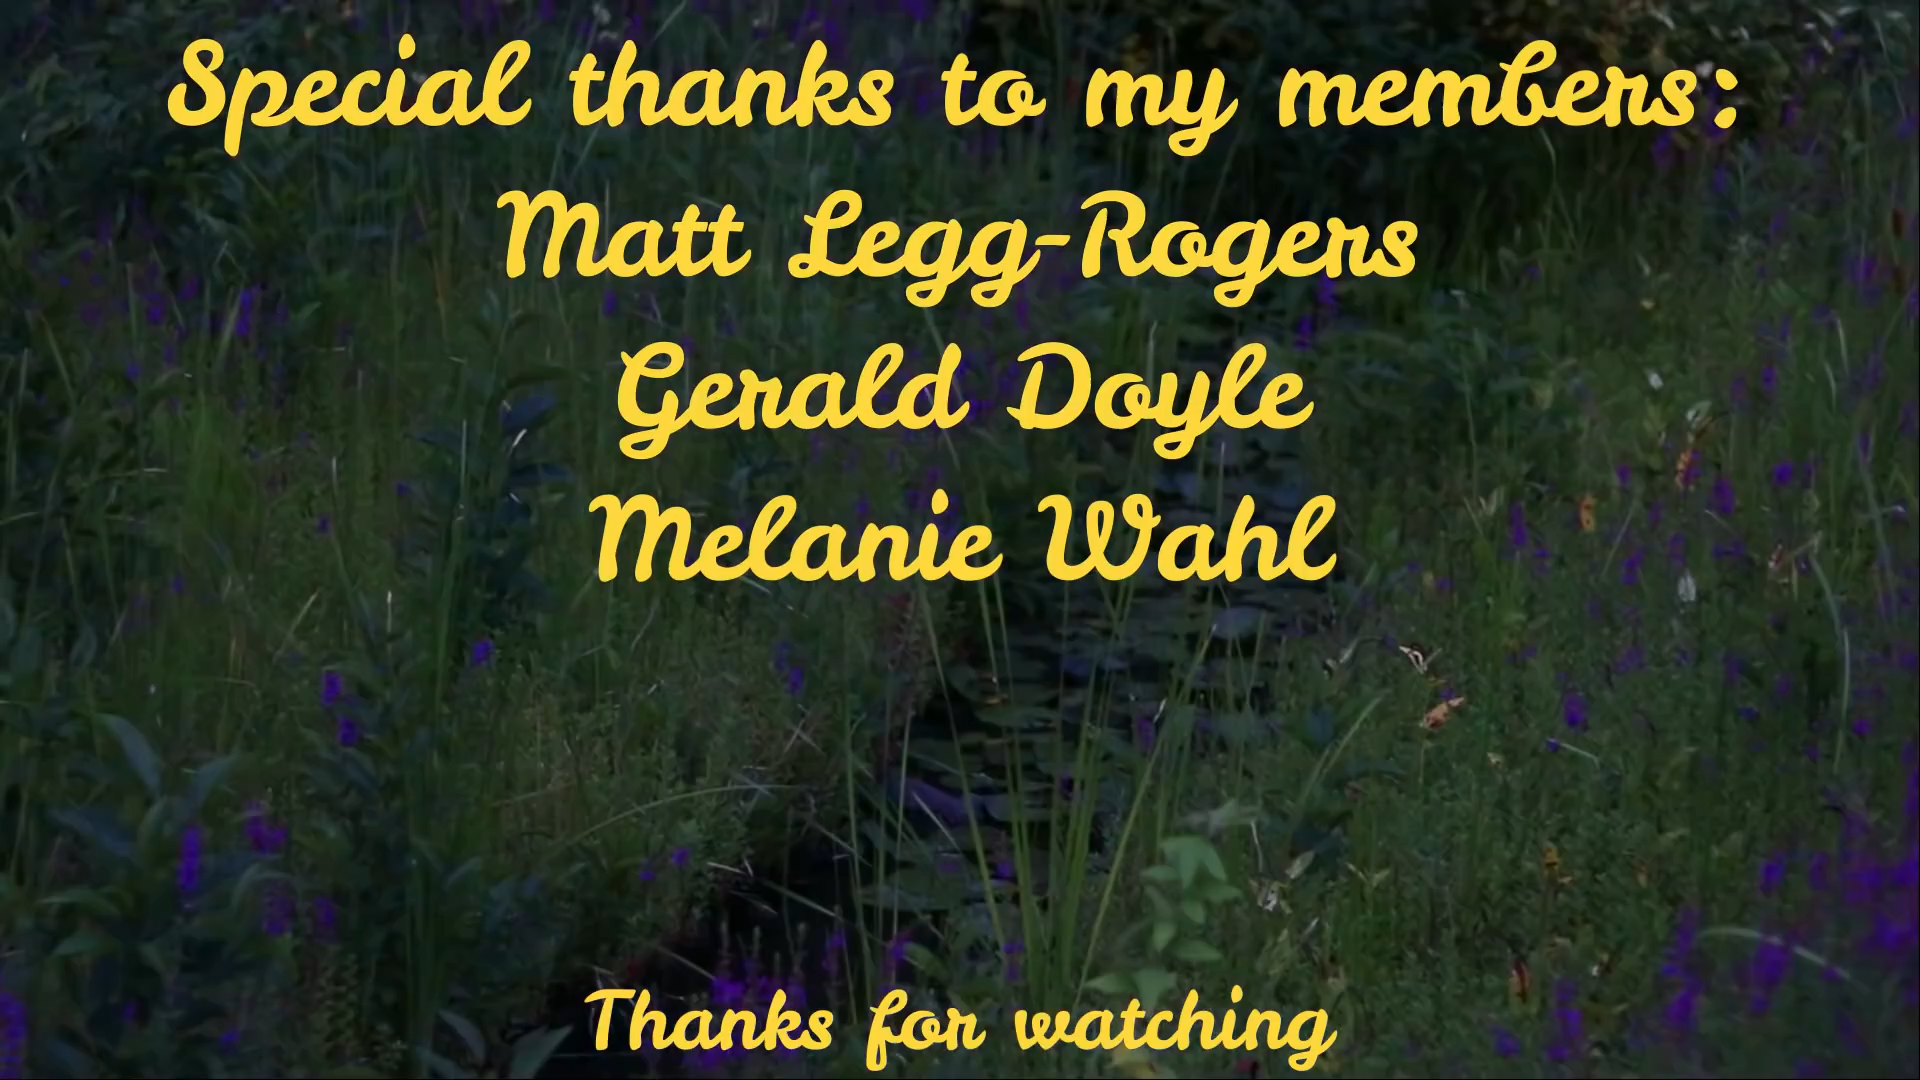 Special thanks to my members:
Matt Legg-Rogers
Gerald Doyle
Melanie Wahl
Thanks for watching